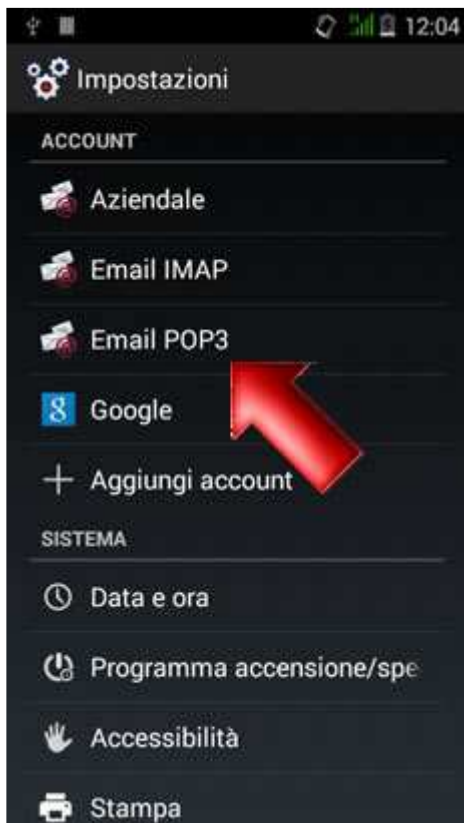 12:04
Impostazioni
ACCOUNT
Aziendale
Email IMAP
Email POP3
8 Google
Aggiungi account
SISTEMA
Data e ora
Programma accensione/spe
Accessibilità
Stampa